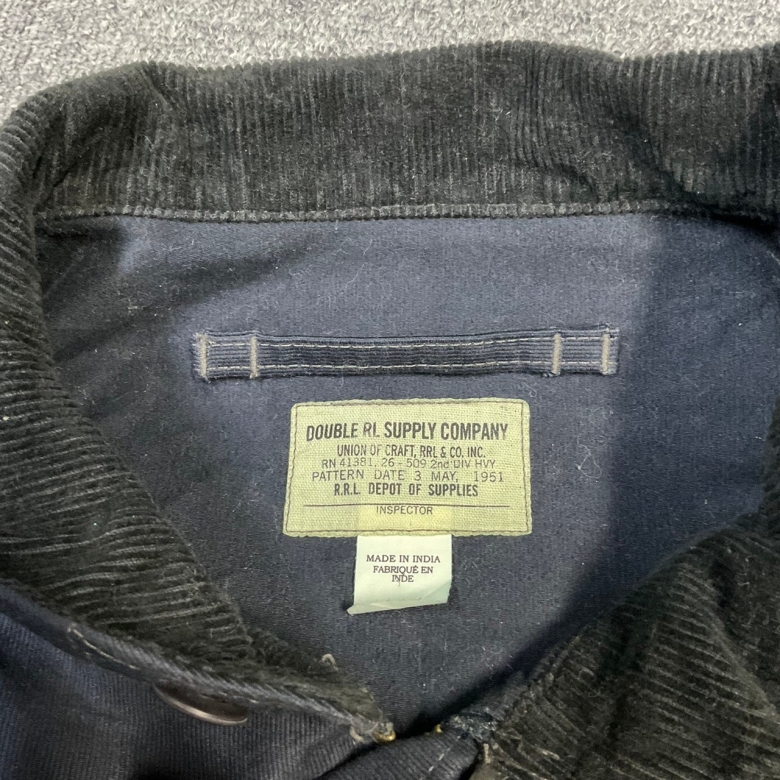 DOUBLE RL SUPPLY COMPANY
UNION OF CRAFT, RRL & CO. INC.
RN 41381, 26-509 2nd DIV HVY
PATTERN DATE 3 MAY, 1951
R.R.L. DEPOT OF SUPPLIES
INSPECTOR
MADE IN INDIA
FABRIQUÉ EN
INDE